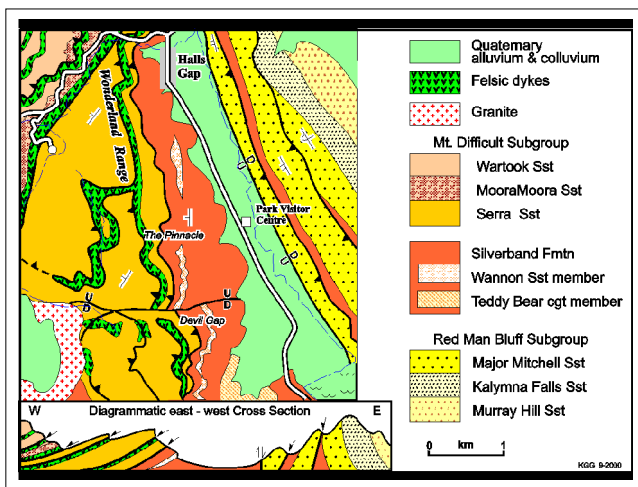 Halls
Gap
Wonderland Range
Park Visitor
Centre
The Pinnacle
U
D
U
D
Devil Gap
D
U
D
W
Diagrammatic east - west Cross Section
E
Quaternary
alluvium & colluvium
Felsic dykes
Granite
Mt. Difficult Subgroup
Wartook Sst
MooraMoora Sst
Serra Sst
Silverband Fmtn
Wannon Sst member
Teddy Bear cgt member
Red Man Bluff Subgroup
Major Mitchell Sst
Kalymna Falls Sst
Murray Hill Sst
0 km 1
KGG 9-2000